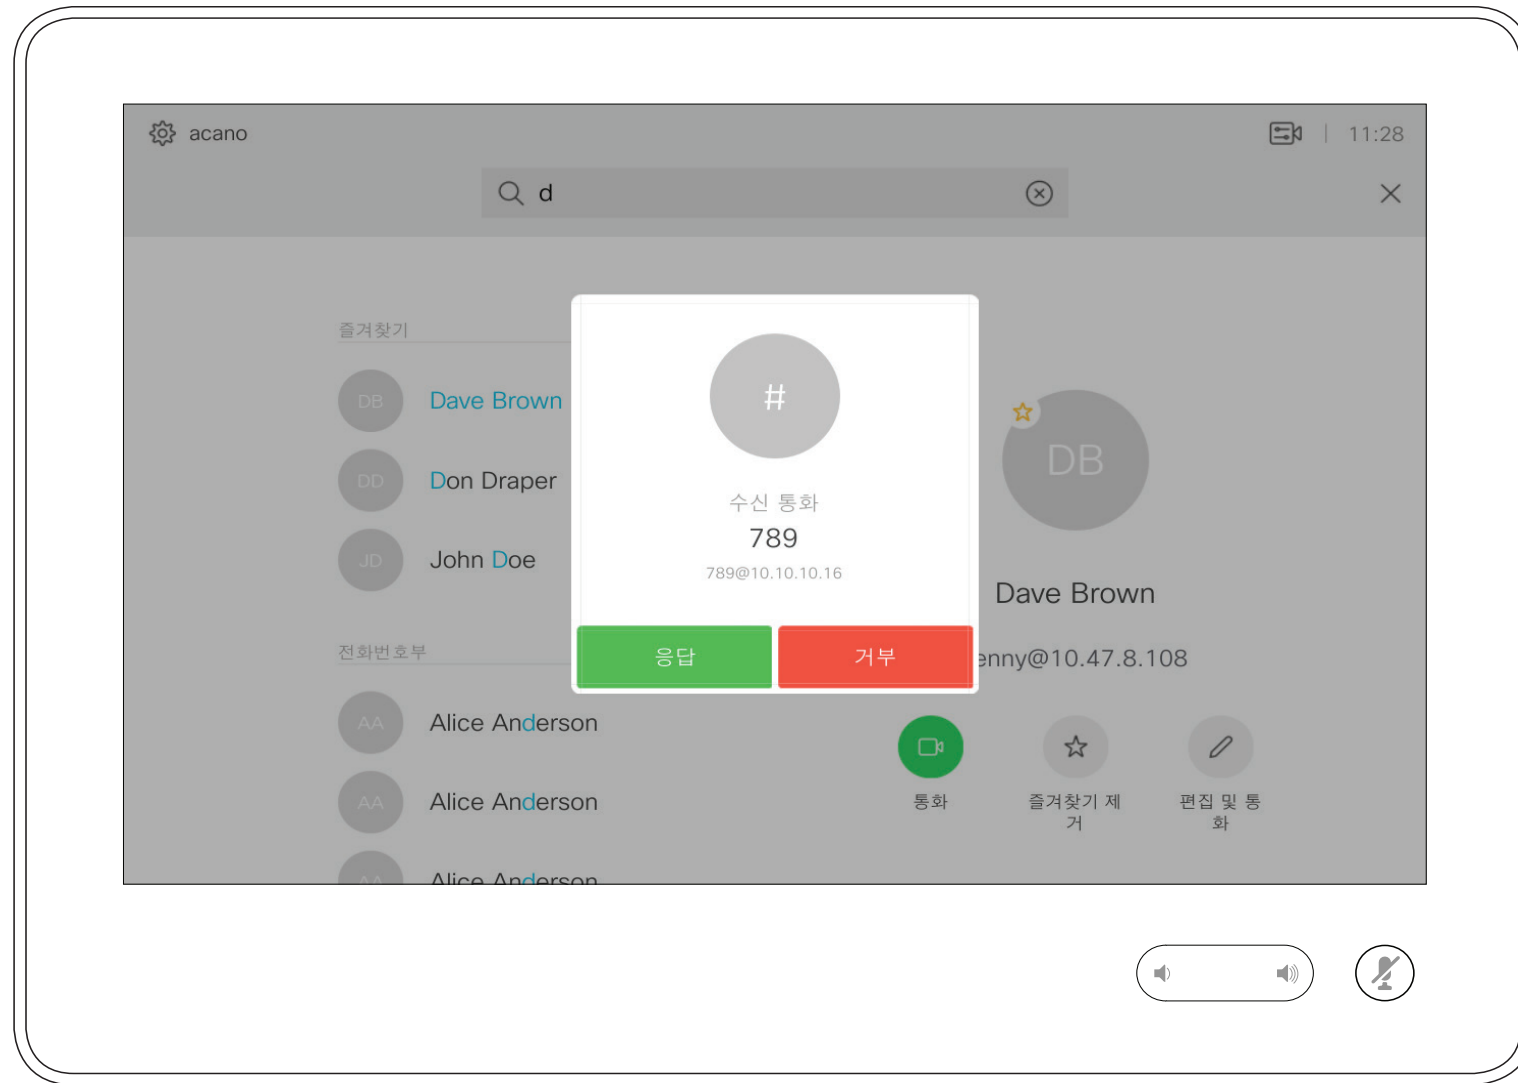 acano
11:28
d
즐겨찾기
DB
Dave Brown
DD
Don Draper
JD
John Doe
전화번호부
AA
Alice Anderson
AA
Alice Anderson
AA
Alice Anderson
#
수신 통화
789
789@10.10.10.16
응답
거부
DB
Dave Brown
enny@10.47.8.108
통화
즐겨찾기 제
거
편집 및 통
화